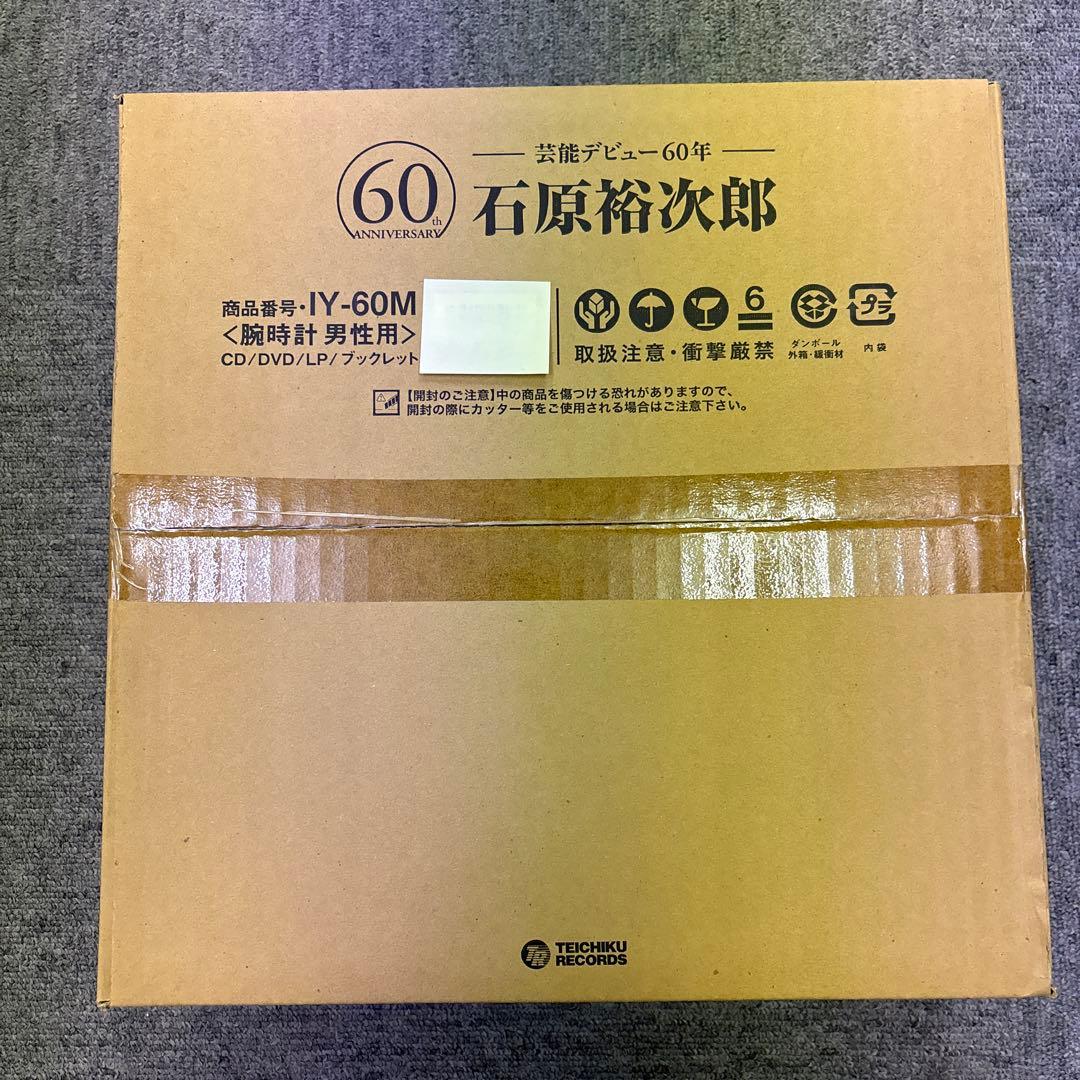 60th
ANNIVERSARY
芸能デビュー60年
石原裕次郎
商品番号・IY-60M
<腕時計 男性用>
CD/DVD/LP/ブックレット
6
取扱注意・衝撃厳禁
ダンボール
外箱・緩衝材
プラ
内袋
【開封のご注意】中の商品を傷つける恐れがありますので、
開封の際にカッター等をご使用される場合はご注意下さい。
TR TEICHIKU
RECORDS